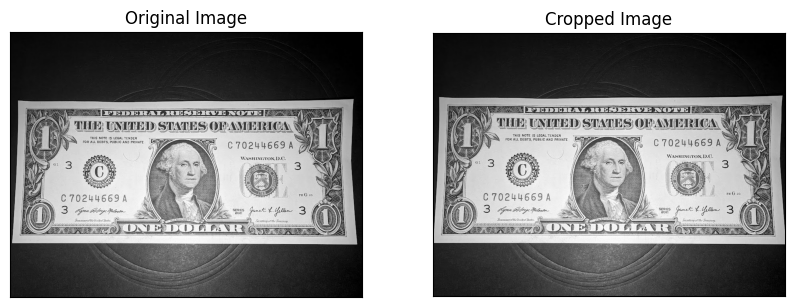 Original Image
FEDERAL RESERVE NOTE
THE UNITED STATES OF AMERICA
THIS NOTE IS LEGAL TENDER
FOR ALL DEBTS, PUBLIC AND PRIVATE
C 70244669 A
WASHINGTON, D.C.
1
1
3
3
C
C 70244669 A
3
3
SERIES
1
1
ONE DOLLAR
Cropped Image
FEDERAL RESERVE NOTE
THE UNITED STATES OF AMERICA
THIS NOTE IS LEGAL TENDER
FOR ALL DEBTS, PUBLIC AND PRIVATE
C 70244669 A
WASHINGTON, D.C.
1
1
3
3
C
C 70244669 A
3
3
SERIES
1
1
ONE DOLLAR